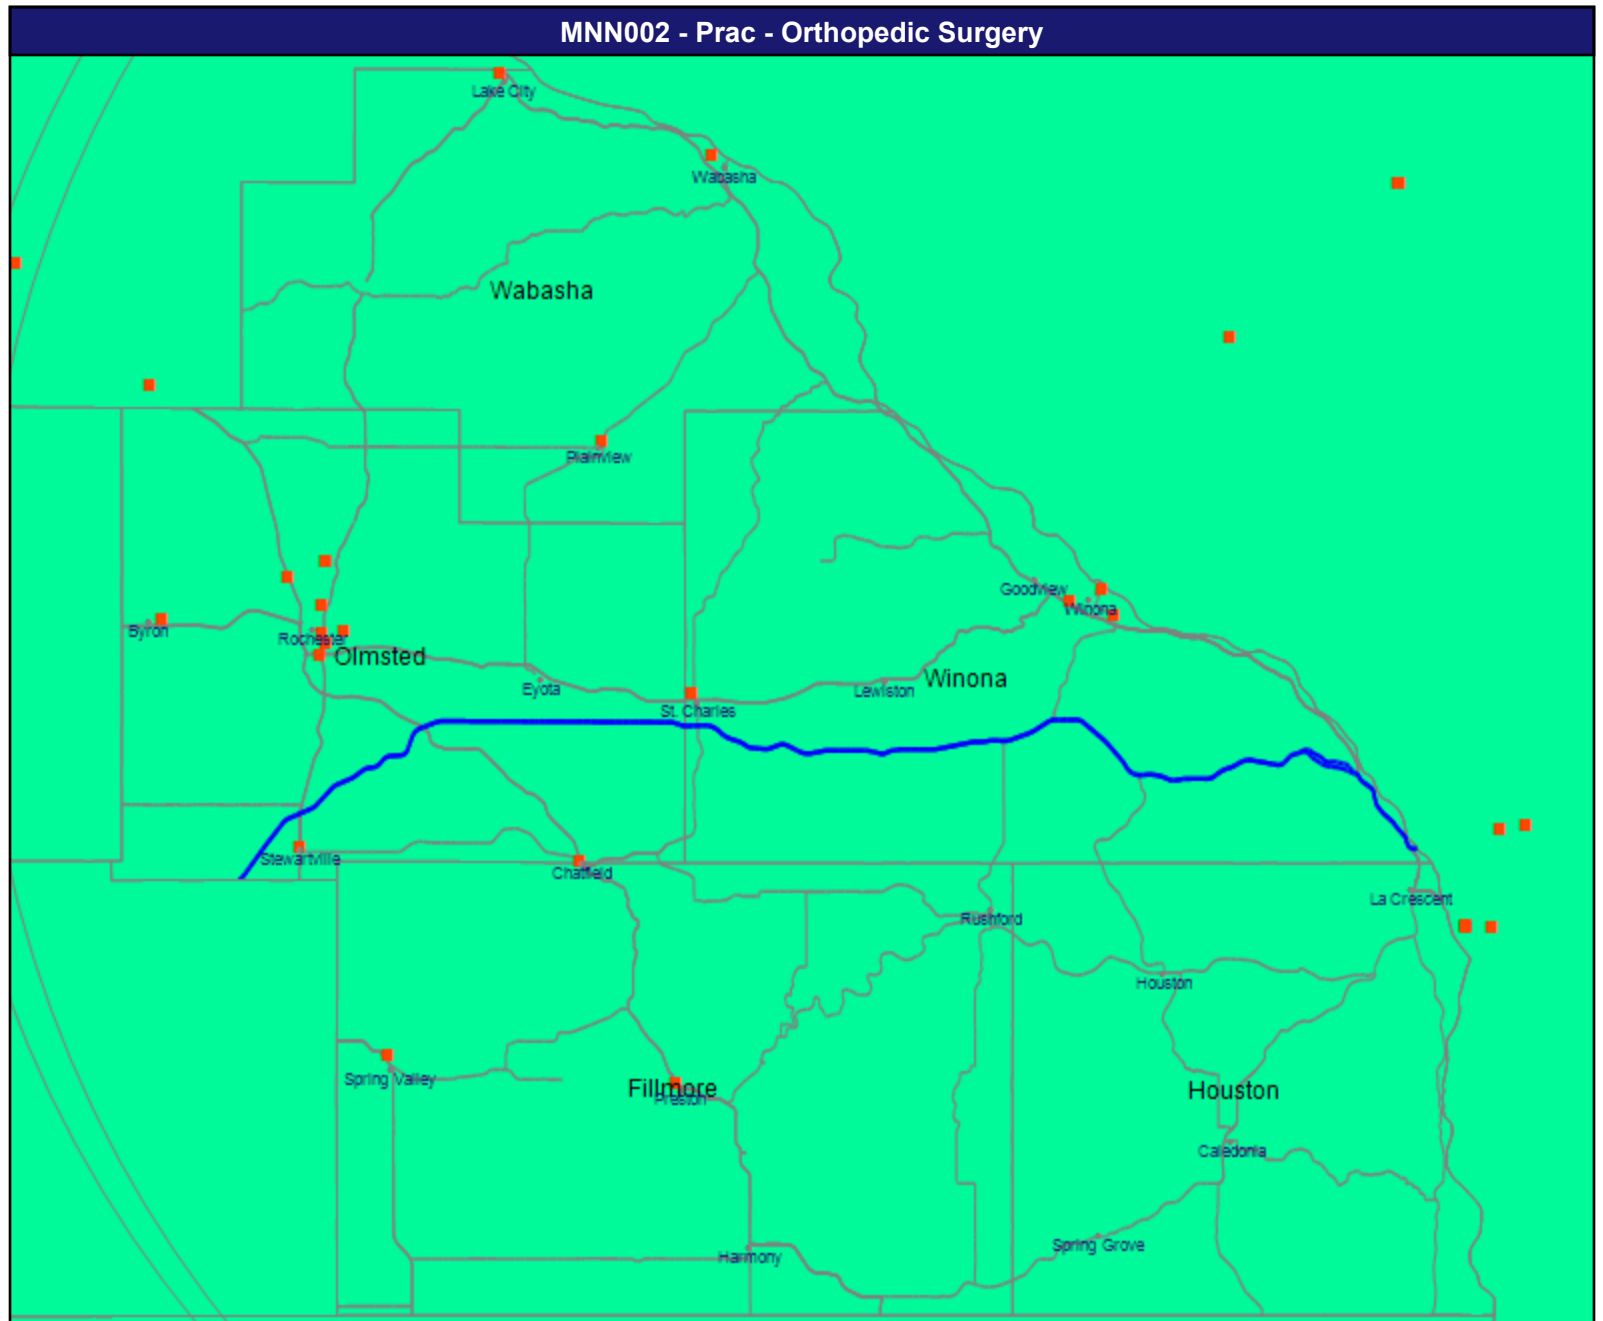 MNN002 - Prac - Orthopedic Surgery
Lake City
Wabasha
Wabasha
Plainview
Goodview
Winona
Byron
Rochester
Olmsted
Eyota
Winona
Lewiston
St. Charles
Stewartville
Chatfield
La Crescent
Rushford
Houston
Spring Valley
Fillmore
Preston
Houston
Caledonia
Spring Grove
Harmony